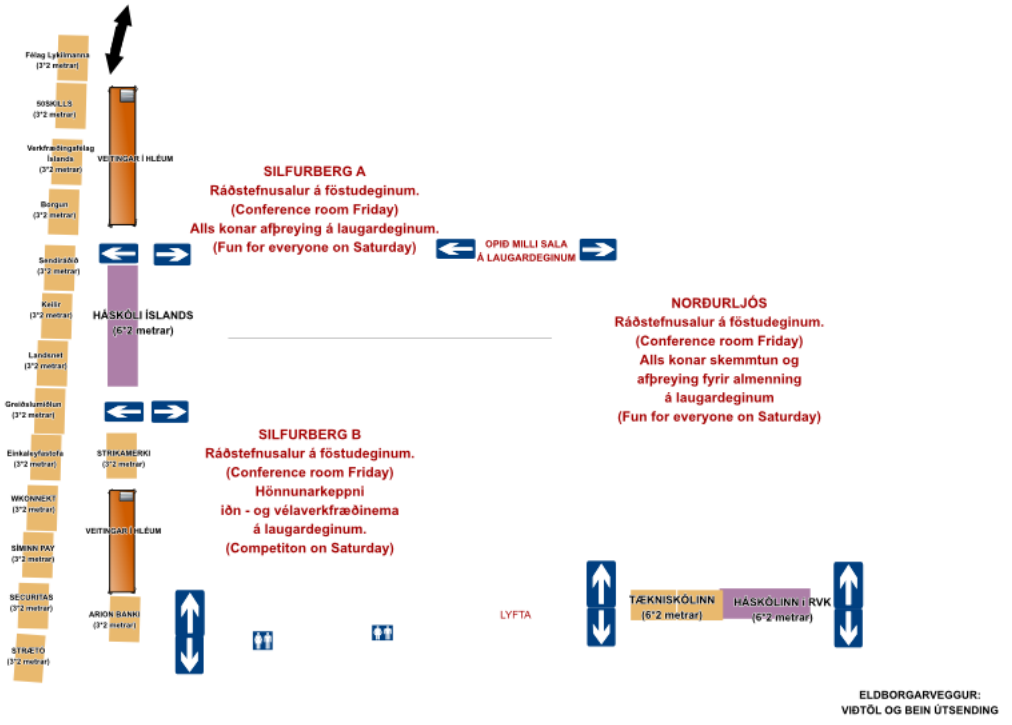 Félag Lykilmanna
(3*2 metrar)
50SKILLS
(3*2 metrar)
Verkfræðingafélag
Íslands
(3*2 metrar)
Borgun
(3*2 metrar)
Sendiráðið
(3*2 metrar)
Keilir
(3*2 metrar)
Landsnet
(3*2 metrar)
Greiðslumiðlun
(3*2 metrar)
Einkaleyfastofa
(3*2 metrar)
WKONNEKT
(3*2 metrar)
SÍMINN PAY
(3*2 metrar)
SECURITAS
(3*2 metrar)
STRÆTO
(3*2 metrar)
VEITINGAR Í HLÉUM
HÁSKÓLI ÍSLANDS
(6*2 metrar)
STRIKAMERKI
(3*2 metrar)
VEITINGAR Í HLÉUM
ARION BANKI
(3*2 metrar)
SILFURBERG A
Ráðstefnusalur á föstudeginum.
(Conference room Friday)
Alls konar afþreying á laugardeginum.
(Fun for everyone on Saturday)
OPIÐ MILLI SALA
Á LAUGARDEGINUM
SILFURBERG B
Ráðstefnusalur á föstudeginum.
(Conference room Friday)
Hönnunarkeppni
iðn - og vélaverkfræðinema
á laugardeginum.
(Competiton on Saturday)
NORÐURLJÓS
Ráðstefnusalur á föstudeginum.
(Conference room Friday)
Alls konar skemmtun og
afþreying fyrir almenning
á laugardeginum
(Fun for everyone on Saturday)
LYFTA
TÆKNISKÓLINN
(6*2 metrar)
HÁSKÓLINN í RVK
(6*2 metrar)
ELDBORGARVEGGUR:
VIÐTÖL OG BEIN ÚTSENDING